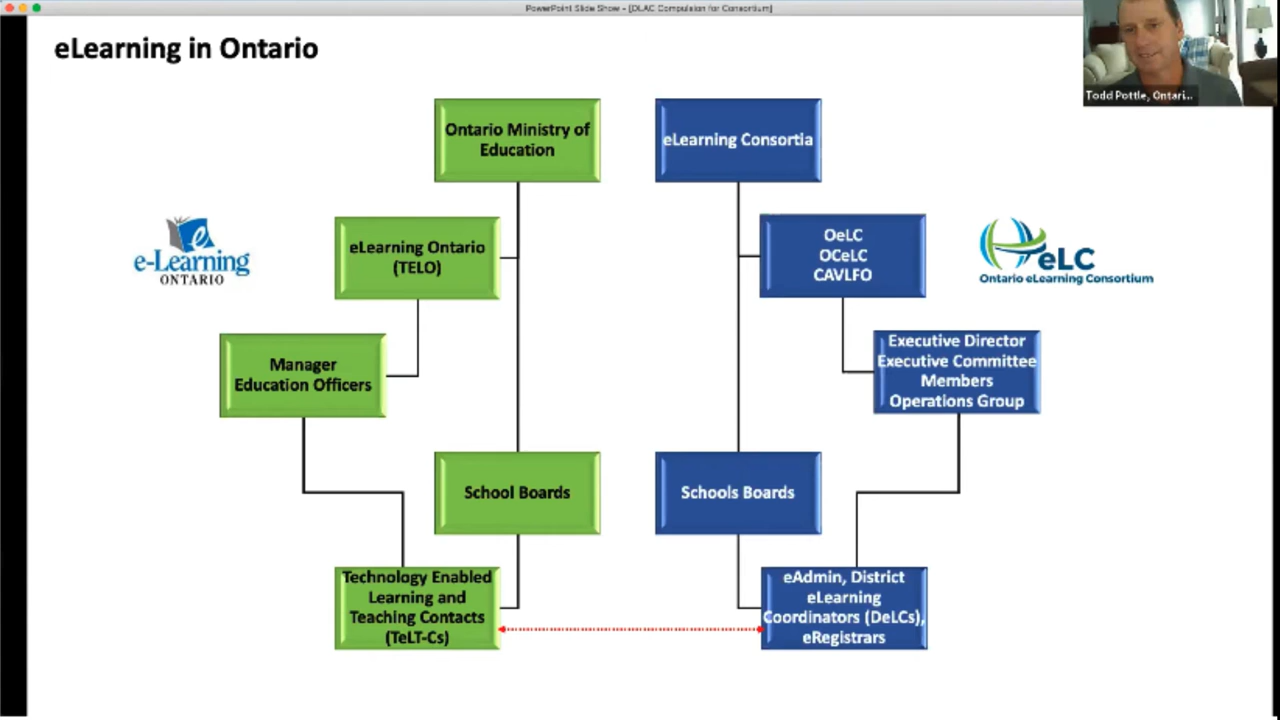 PowerPoint Slide Show - [DLAC Compulsion for Consortium]
eLearning in Ontario
Todd Pottle, Ontari...
Ontario Ministry of
Education
eLearning Consortia
e-Learning
ONTARIO
eLearning Ontario
(TELO)
OeLC
OCeLC
CAVLFO
eLC
Ontario eLearning Consortium
Manager
Education Officers
Executive Director
Executive Committee
Members
Operations Group
School Boards
Schools Boards
Technology Enabled
Learning and
Teaching Contacts
(TeLT-Cs)
eAdmin, District
eLearning
Coordinators (DeLCs),
eRegistrars